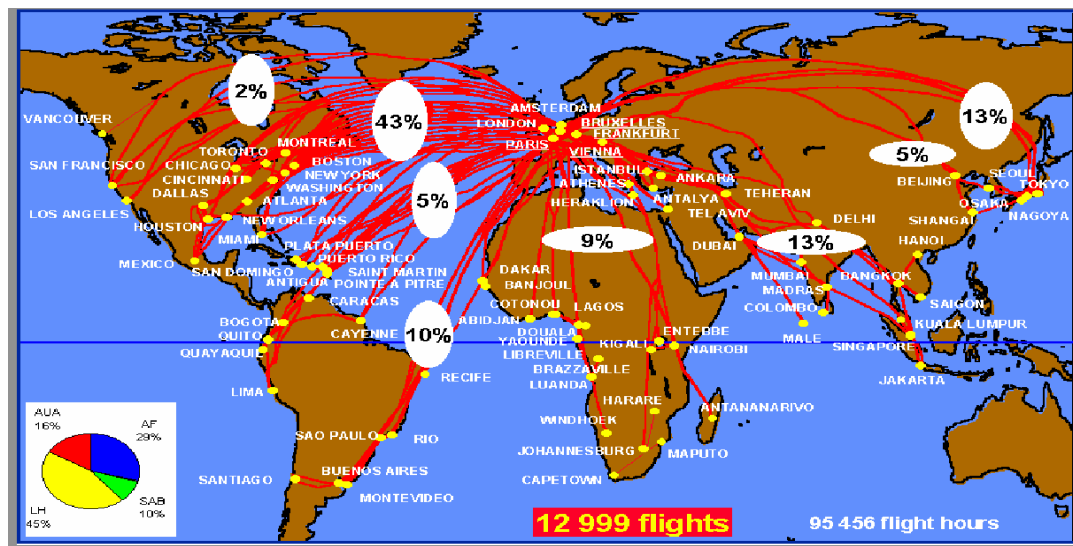 2%
43%
13%
AMSTERDAM
VANCOUVER
LONDON
BRUXELLES
FRANKFURT
PARIS
VIENNA
MONTRÉAL
TORONTO
5%
SAN FRANCISCO
CHICAGO
BOSTON
ISTANBUL
ANKARA
BEIJING
SEOUL
CINCINNATI
NEW YORK
ATHENES
TEHERAN
TOKYO
DALLAS
WASHINGTON
5%
HERAKLION
ANTALYA
OSAKA
LOS ANGELES
ATLANTA
TEL AVIV
DELHI
SHANGAI
NAGOYA
HOUSTON
NEW ORLEANS
MIAMI
9%
DUBAI
13%
HANOI
PLATA PUERTO
MEXICO
PUERTO RICO
SAN DOMINGO
SAINT MARTIN
DAKAR
MUMBAI
BANGKOK
ANTIGUA
POINTE A PITRE
BANJOUL
MADRAS
CARACAS
COTONOU
LAGOS
COLOMBO
SAIGON
BOGOTA
ABIDJAN
CAYENNE
10%
DOUALA
ENTEBBE
MALE
KUALA LUMPUR
QUITO
YAOUNDE
KIGALI
NAIROBI
SINGAPORE
QUAYAQUIL
LIBREVILLE
RECIFE
BRAZZAVILLE
JAKARTA
LIMA
LUANDA
HARARE
ANTANANARIVO
WINDHOEK
SAO PAULO
RIO
JOHANNESBURG
MAPUTO
BUENOS AIRES
SANTIAGO
CAPETOWN
MONTEVIDEO
AUA
16%
AF
29%
SAB
10%
LH
45%
12 999 flights
95 456 flight hours